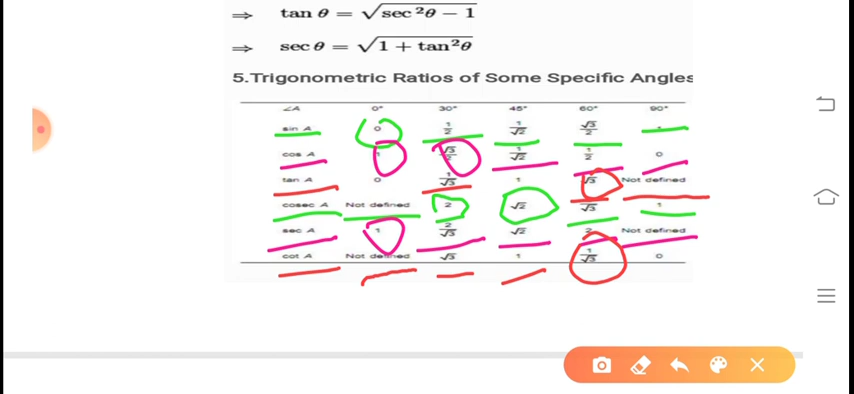 ⇒ tan θ = √(sec²θ − 1)
⇒ sec θ = √(1 + tan²θ)
5.Trigonometric Ratios of Some Specific Angles
∠A 0° 30° 45° 60° 90°
sin A 0 1/2 1/√2 √3/2
cos A 1 √3/2 1/√2 1/2 0
tan A 0 1/√3 1 √3 Not defined
cosec A Not defined 2 √2 2/√3 1
sec A 1 2/√3 √2 2 Not defined
cot A Not defined √3 1 1/√3 0